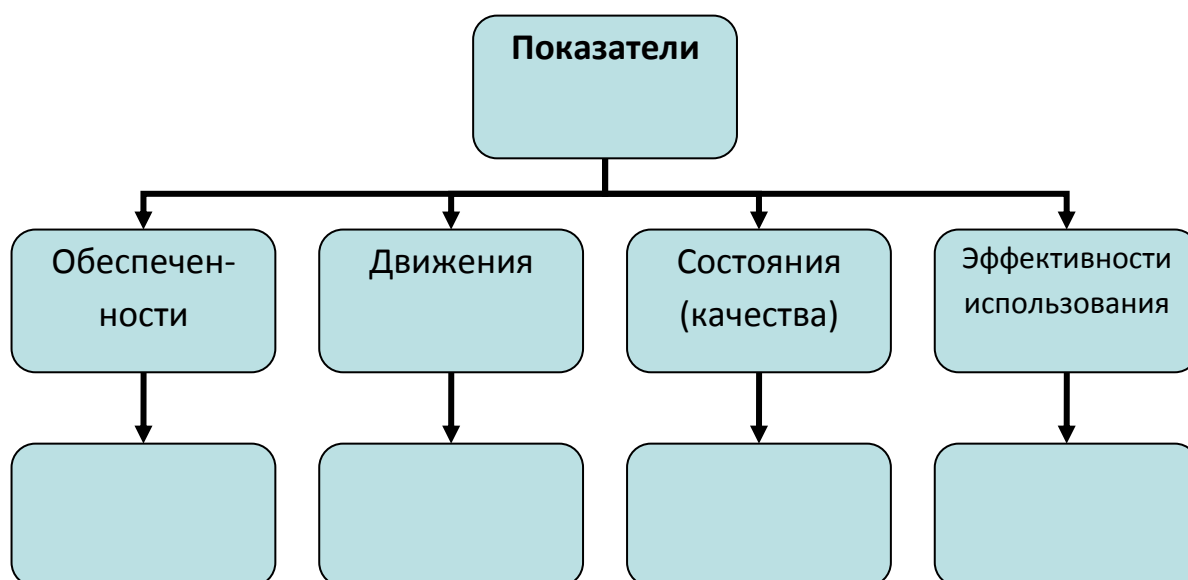 Показатели
Обеспечен-
ности
Движения
Состояния
(качества)
Эффективности
использования